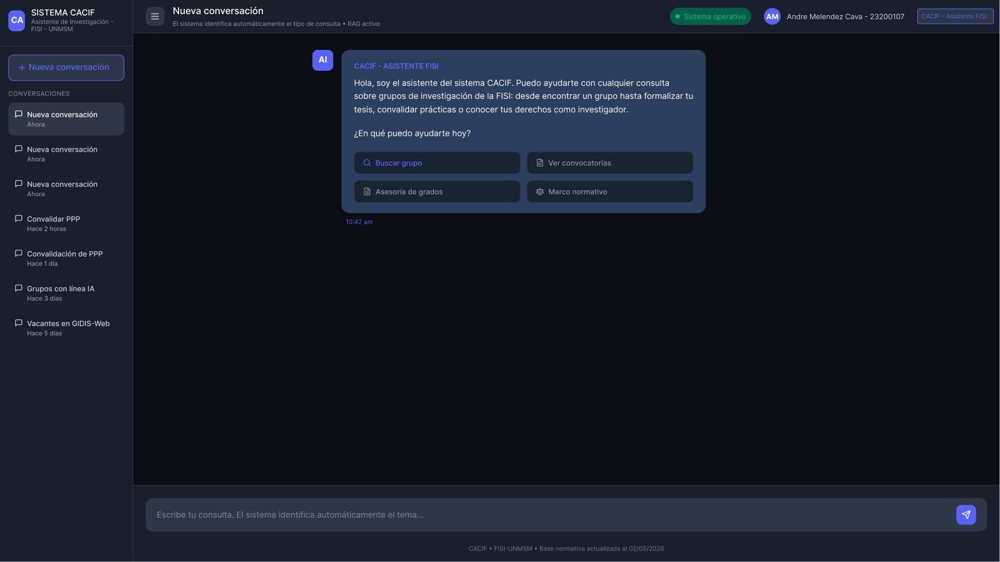 CA
SISTEMA CACIF
Asistente de Investigación -
FISI - UNMSM
+ Nueva conversación
CONVERSACIONES
Nueva conversación
Ahora
Nueva conversación
Ahora
Nueva conversación
Ahora
Convalidar PPP
Hace 2 horas
Convalidación de PPP
Hace 1 día
Grupos con línea IA
Hace 3 días
Vacantes en GIDIS-Web
Hace 5 días
Nueva conversación
El sistema identifica automáticamente el tipo de consulta • RAG activo
Sistema operativo
AM
Andre Melendez Cava - 23200107
CACIF - Asistente FISI
AI
CACIF - ASISTENTE FISI
Hola, soy el asistente del sistema CACIF. Puedo ayudarte con cualquier consulta
sobre grupos de investigación de la FISI: desde encontrar un grupo hasta formalizar tu
tesis, convalidar prácticas o conocer tus derechos como investigador.
¿En qué puedo ayudarte hoy?
Buscar grupo
Ver convocatorias
Asesoría de grados
Marco normativo
10:42 am
Escribe tu consulta. El sistema identifica automáticamente el tema...
CACIF • FISI-UNMSM • Base normativa actualizada al 02/05/2026